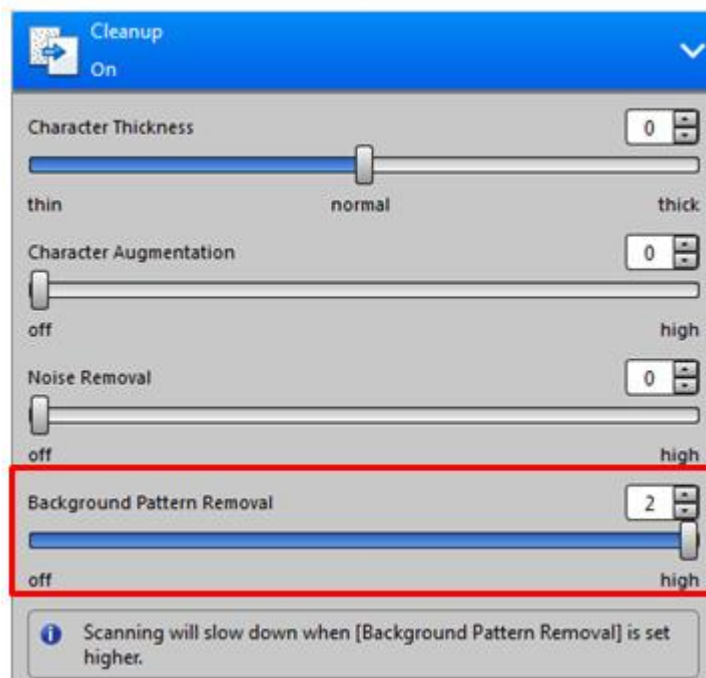 Cleanup
On
Character Thickness 0
thin normal thick
Character Augmentation 0
off high
Noise Removal 0
off high
Background Pattern Removal 2
off high
Scanning will slow down when [Background Pattern Removal] is set
higher.